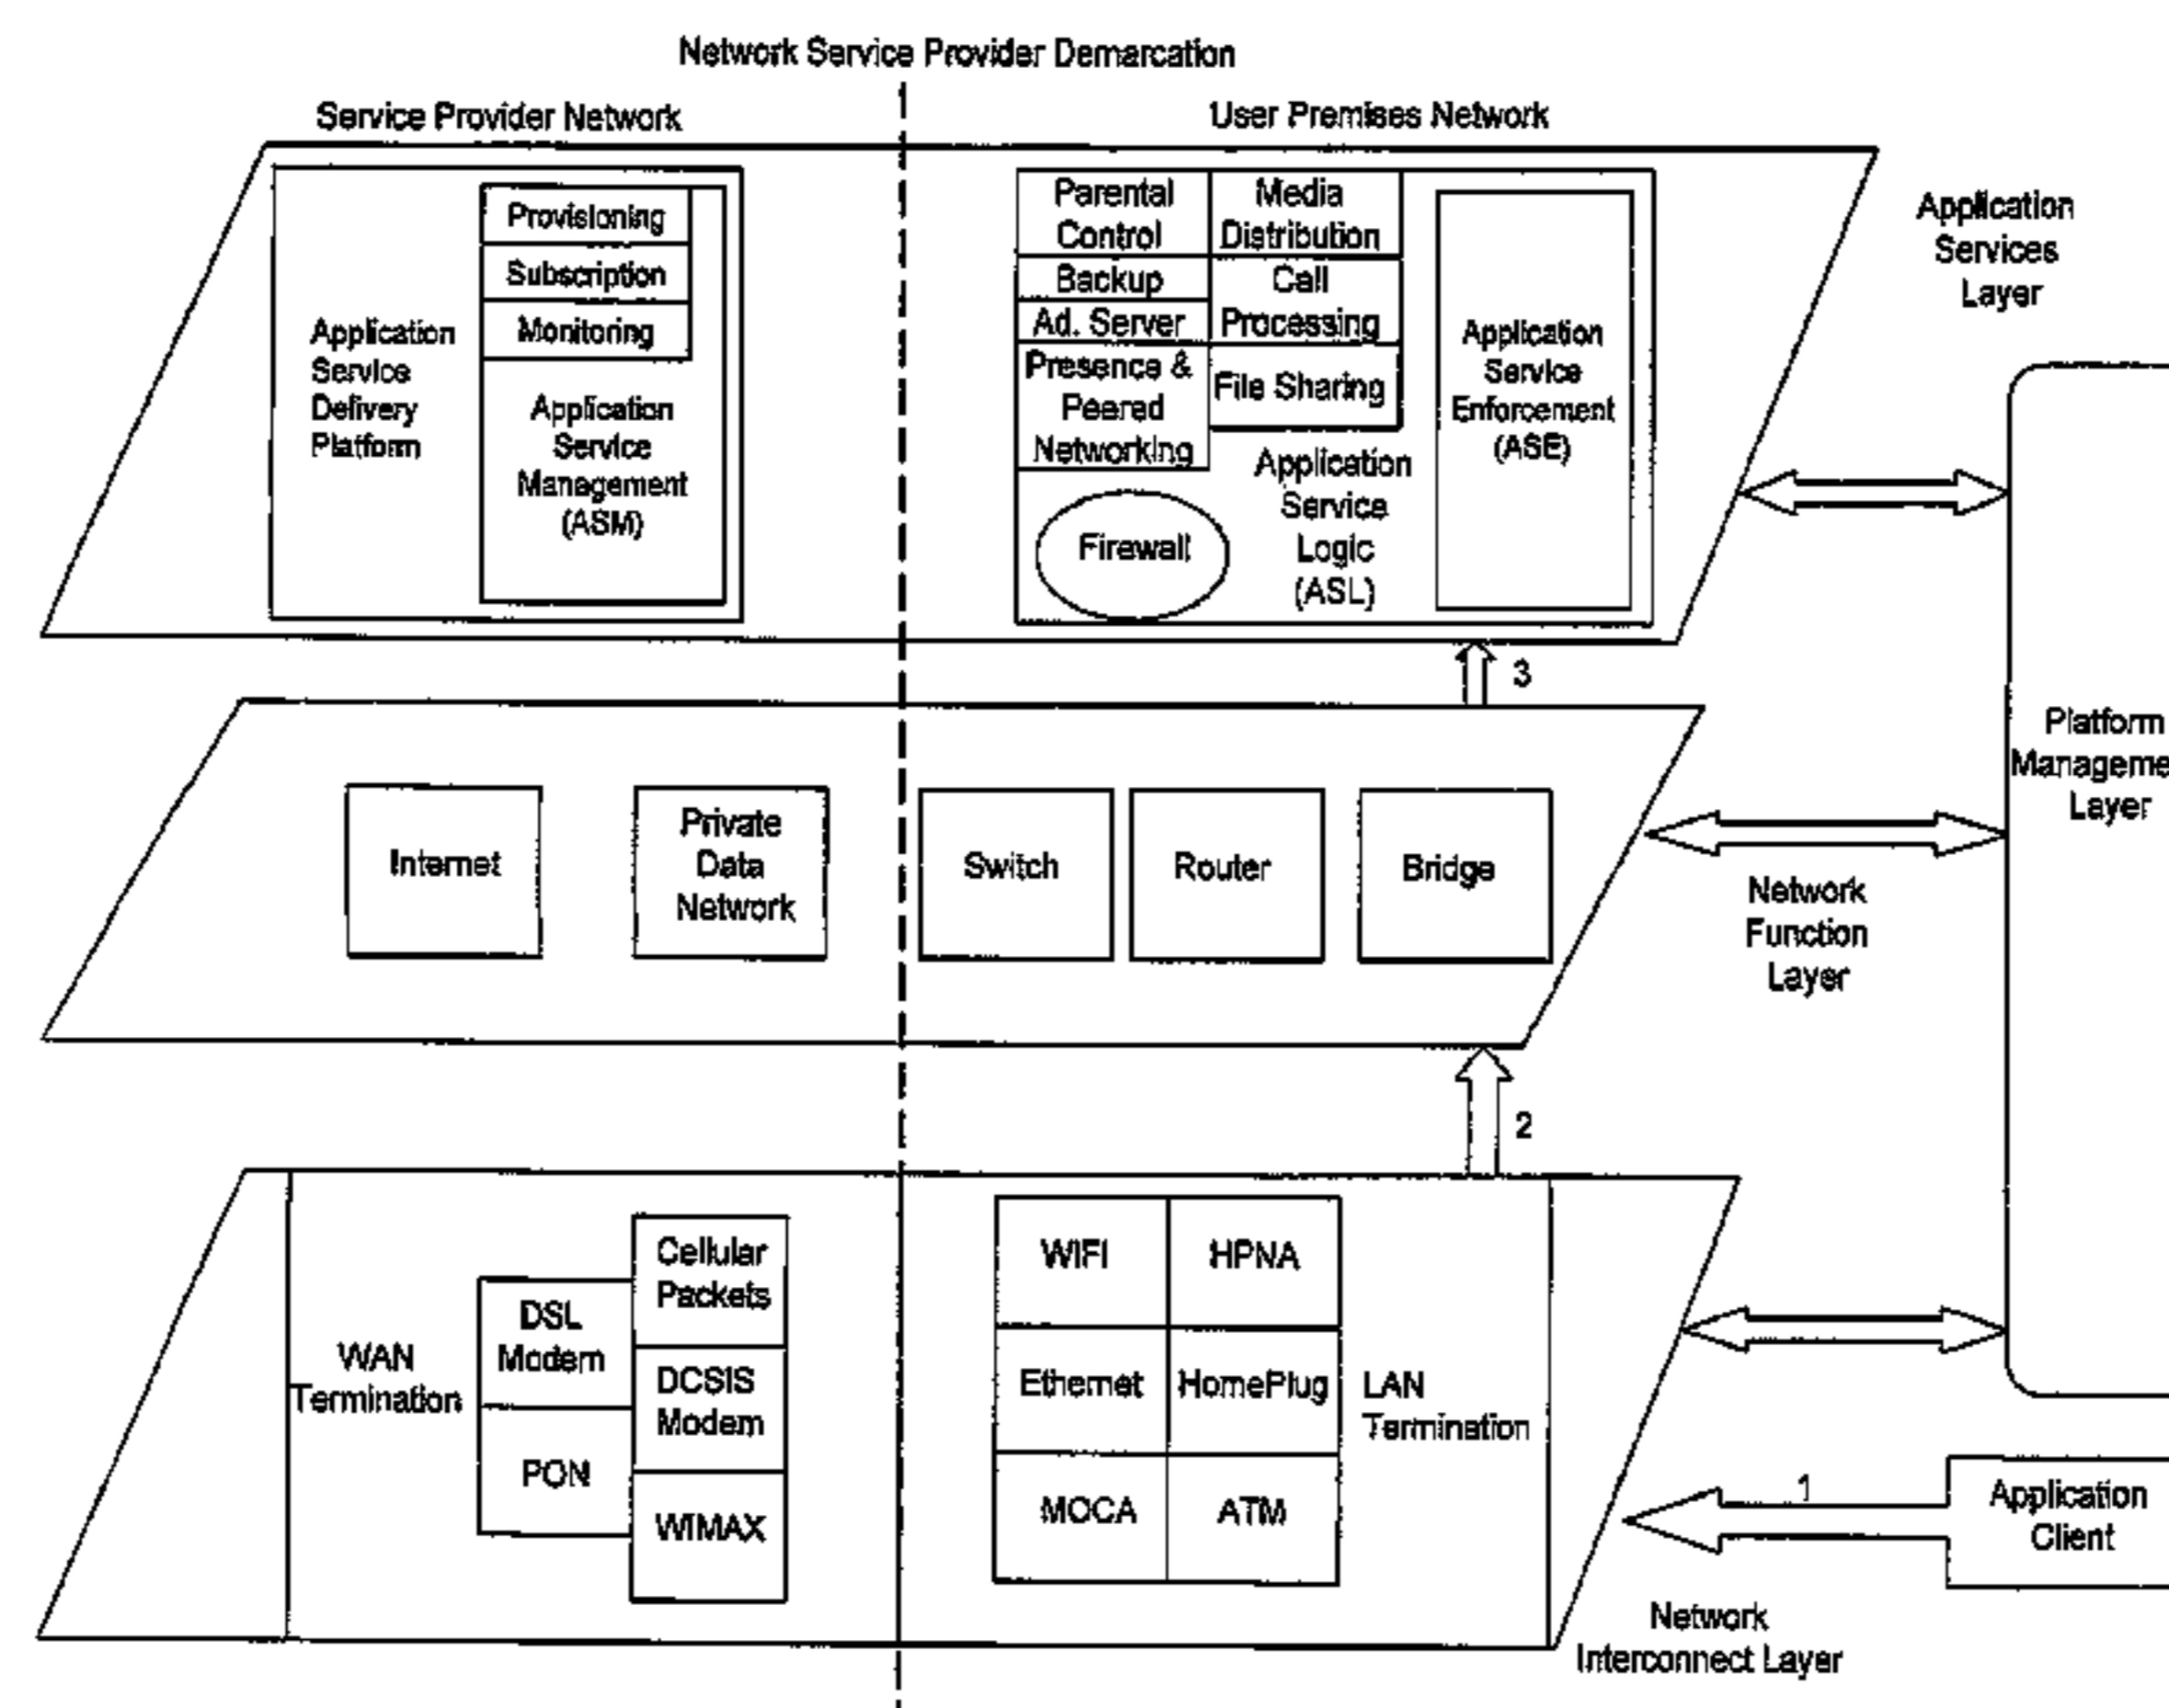 Network Service Provider Demarcation
Service Provider Network
User Premises Network
Provisioning
Subscription
Monitoring
Application
Service
Delivery
Platform
Application
Service
Management
(ASM)
Parental
Control
Media
Distribution
Backup
Call
Processing
Ad. Server
Presence &
Peered
Networking
File Sharing
Application
Service
Logic
(ASL)
Firewall
Application
Service
Enforcement
(ASE)
Application
Services
Layer
3
Internet
Private
Data
Network
Switch
Router
Bridge
Network
Function
Layer
Platform
Manageme
Layer
2
WAN
Termination
DSL
Modem
PON
Cellular
Packets
DCSIS
Modem
WIMAX
WIFI
HPNA
Ethernet
HomePlug
MOCA
ATM
LAN
Termination
1
Application
Client
Network
Interconnect Layer